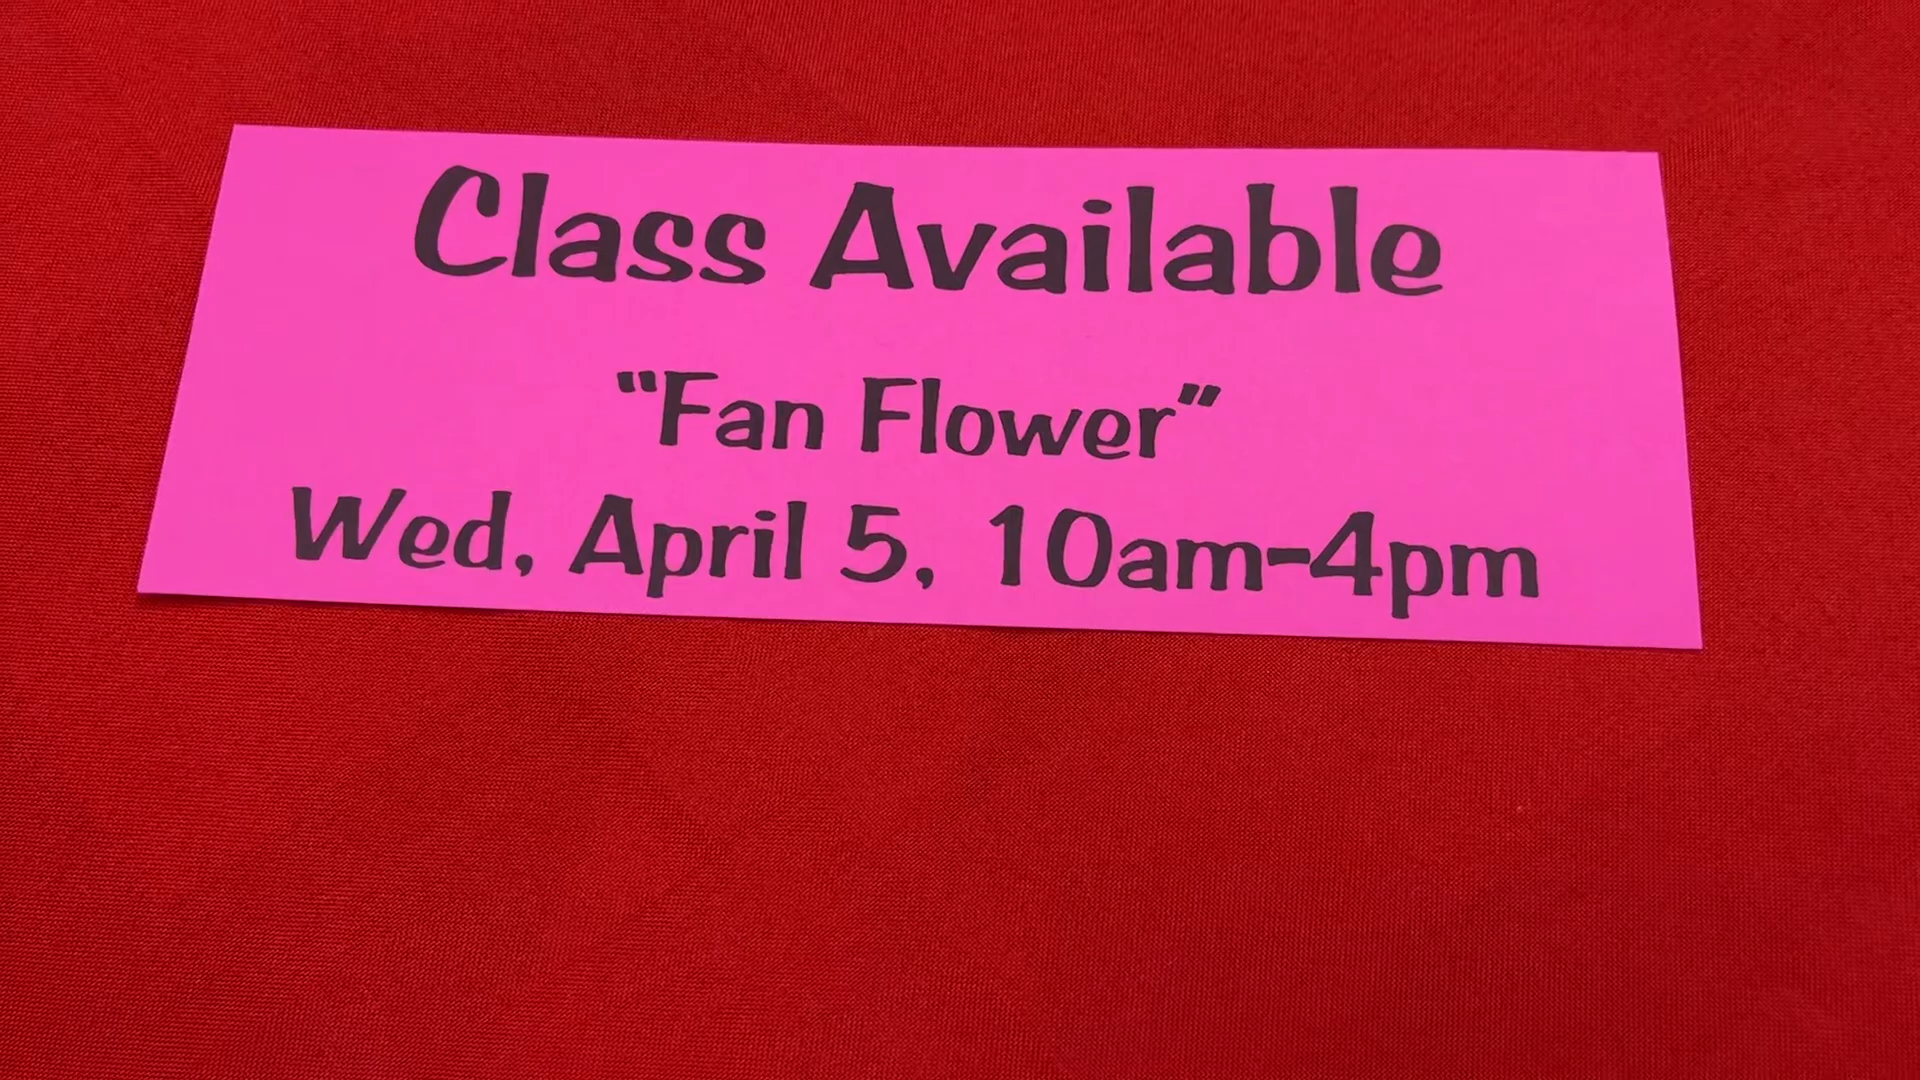 Class Available
“Fan Flower”
Wed, April 5, 10am-4pm